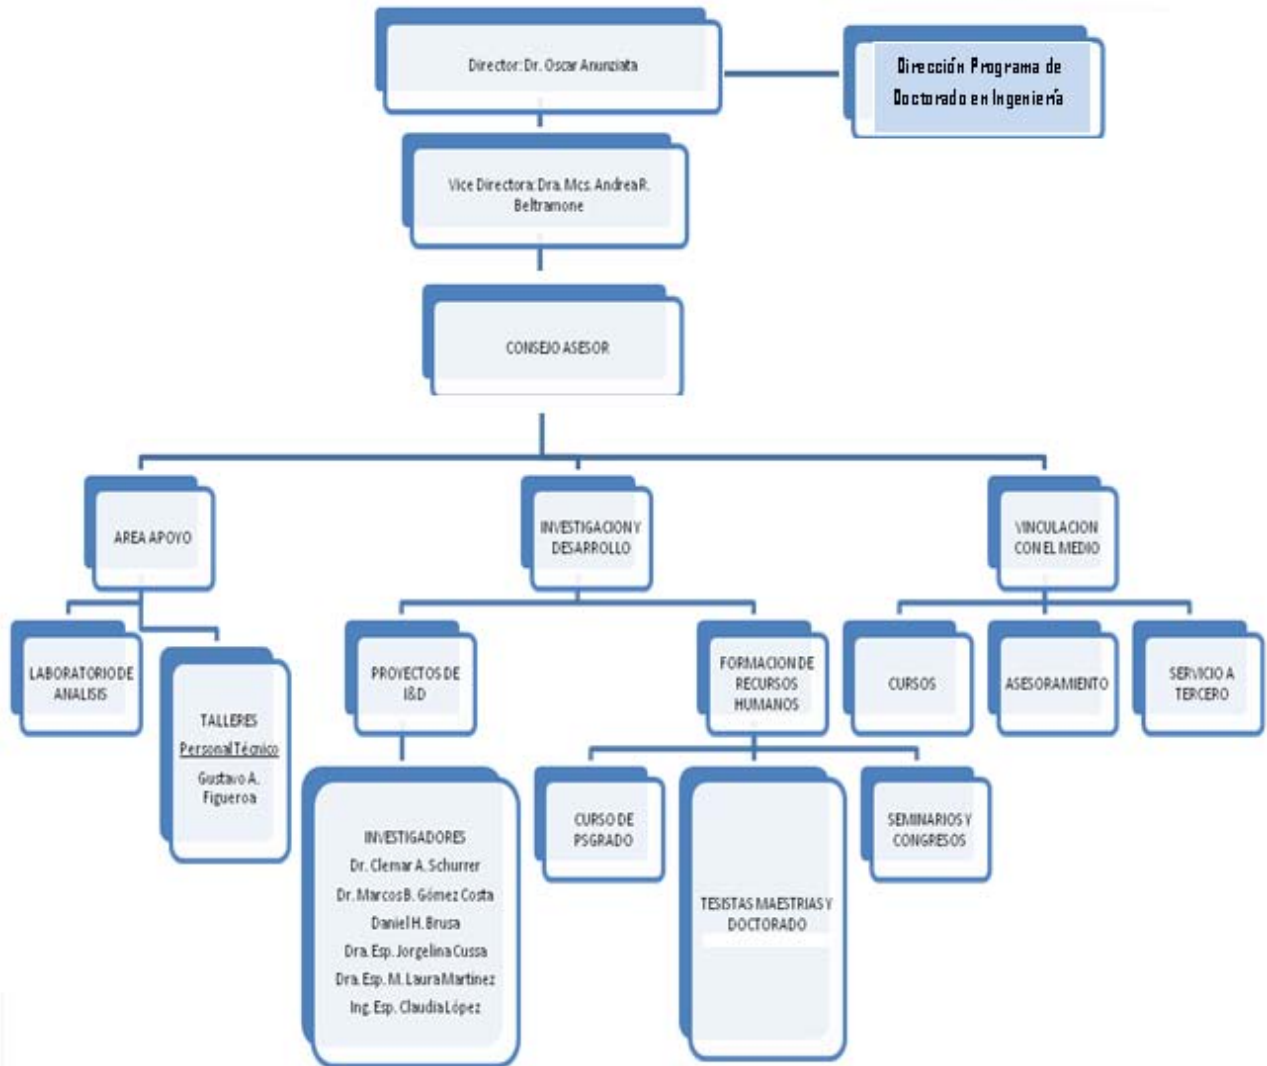 Director: Dr. Oscar Anunziata
Dirección Programa de
Doctorado en Ingeniería
Vice Directora: Dra. Mcs. Andrea R.
Beltramone
CONSEJO ASESOR
AREA APOYO
INVESTIGACION Y
DESARROLLO
VINCULACION
CON EL MEDIO
LABORATORIO DE
ANALISIS
TALLERES
Personal Técnico
Gustavo A.
Figueroa
PROYECTOS DE
I&D
FORMACION DE
RECURSOS
HUMANOS
CURSOS
ASESORAMIENTO
SERVICIO A
TERCERO
INVESTIGADORES
Dr. Clemar A. Schurrer
Dr. Marcos B. Gómez Costa
Daniel H. Brusa
Dra. Esp. Jorgelina Cussa
Dra. Esp. M. Laura Martinez
Ing. Esp. Claudia López
CURSO DE
PSGRADO
TESISTAS MAESTRIAS Y
DOCTORADO
SEMINARIOS Y
CONGRESOS